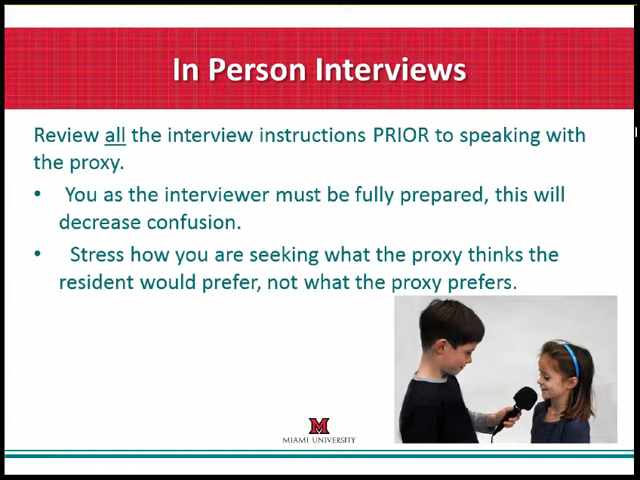 In Person Interviews
Review all the interview instructions PRIOR to speaking with
the proxy.
• You as the interviewer must be fully prepared, this will
decrease confusion.
• Stress how you are seeking what the proxy thinks the
resident would prefer, not what the proxy prefers.
M
MIAMI UNIVERSITY